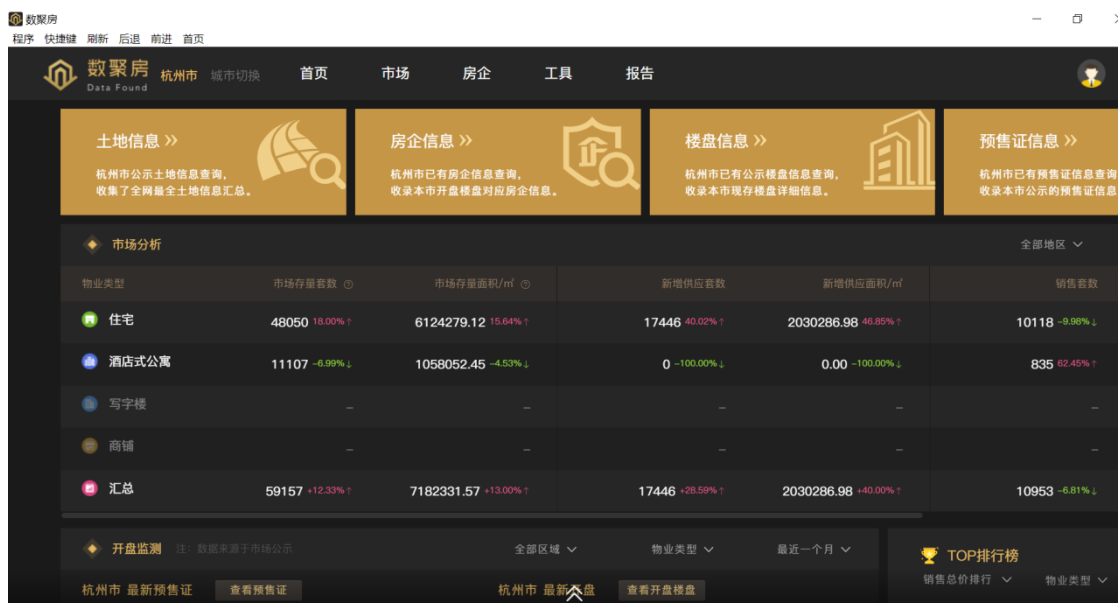 数聚房
程序 快捷键 刷新 后退 前进 首页
数聚房
Data Found
杭州市 城市切换 首页 市场 房企 工具 报告
土地信息 >>
杭州市公示土地信息查询,
收集了全网最全土地信息汇总。
房企信息 >>
杭州市已有房企信息查询,
收录本市开盘楼盘对应房企信息。
楼盘信息 >>
杭州市已有公示楼盘信息查询,
收录本市现存楼盘详细信息。
预售证信息 >>
杭州市已有预售证信息查询
收录本市公示的预售证信息
市场分析 全部地区
物业类型 市场存量套数 市场存量面积/㎡ 新增供应套数 新增供应面积/㎡ 销售套数
住宅 48050 18.00%↑ 6124279.12 15.64%↑ 17446 40.02%↑ 2030286.98 46.85%↑ 10118 -9.98%↓
酒店式公寓 11107 -6.99%↓ 1058052.45 -4.53%↓ 0 -100.00%↓ 0.00 -100.00%↓ 835 62.45%↑
写字楼 – – – – –
商铺 – – – – –
汇总 59157 +12.33%↑ 7182331.57 +13.00%↑ 17446 +28.59%↑ 2030286.98 +40.00%↑ 10953 -6.81%↓
开盘监测 注: 数据来源于市场公示 全部区域 物业类型 最近一个月
TOP排行榜
销售总价排行 物业类型
杭州市 最新预售证 查看预售证 杭州市 最新开盘 查看开盘楼盘